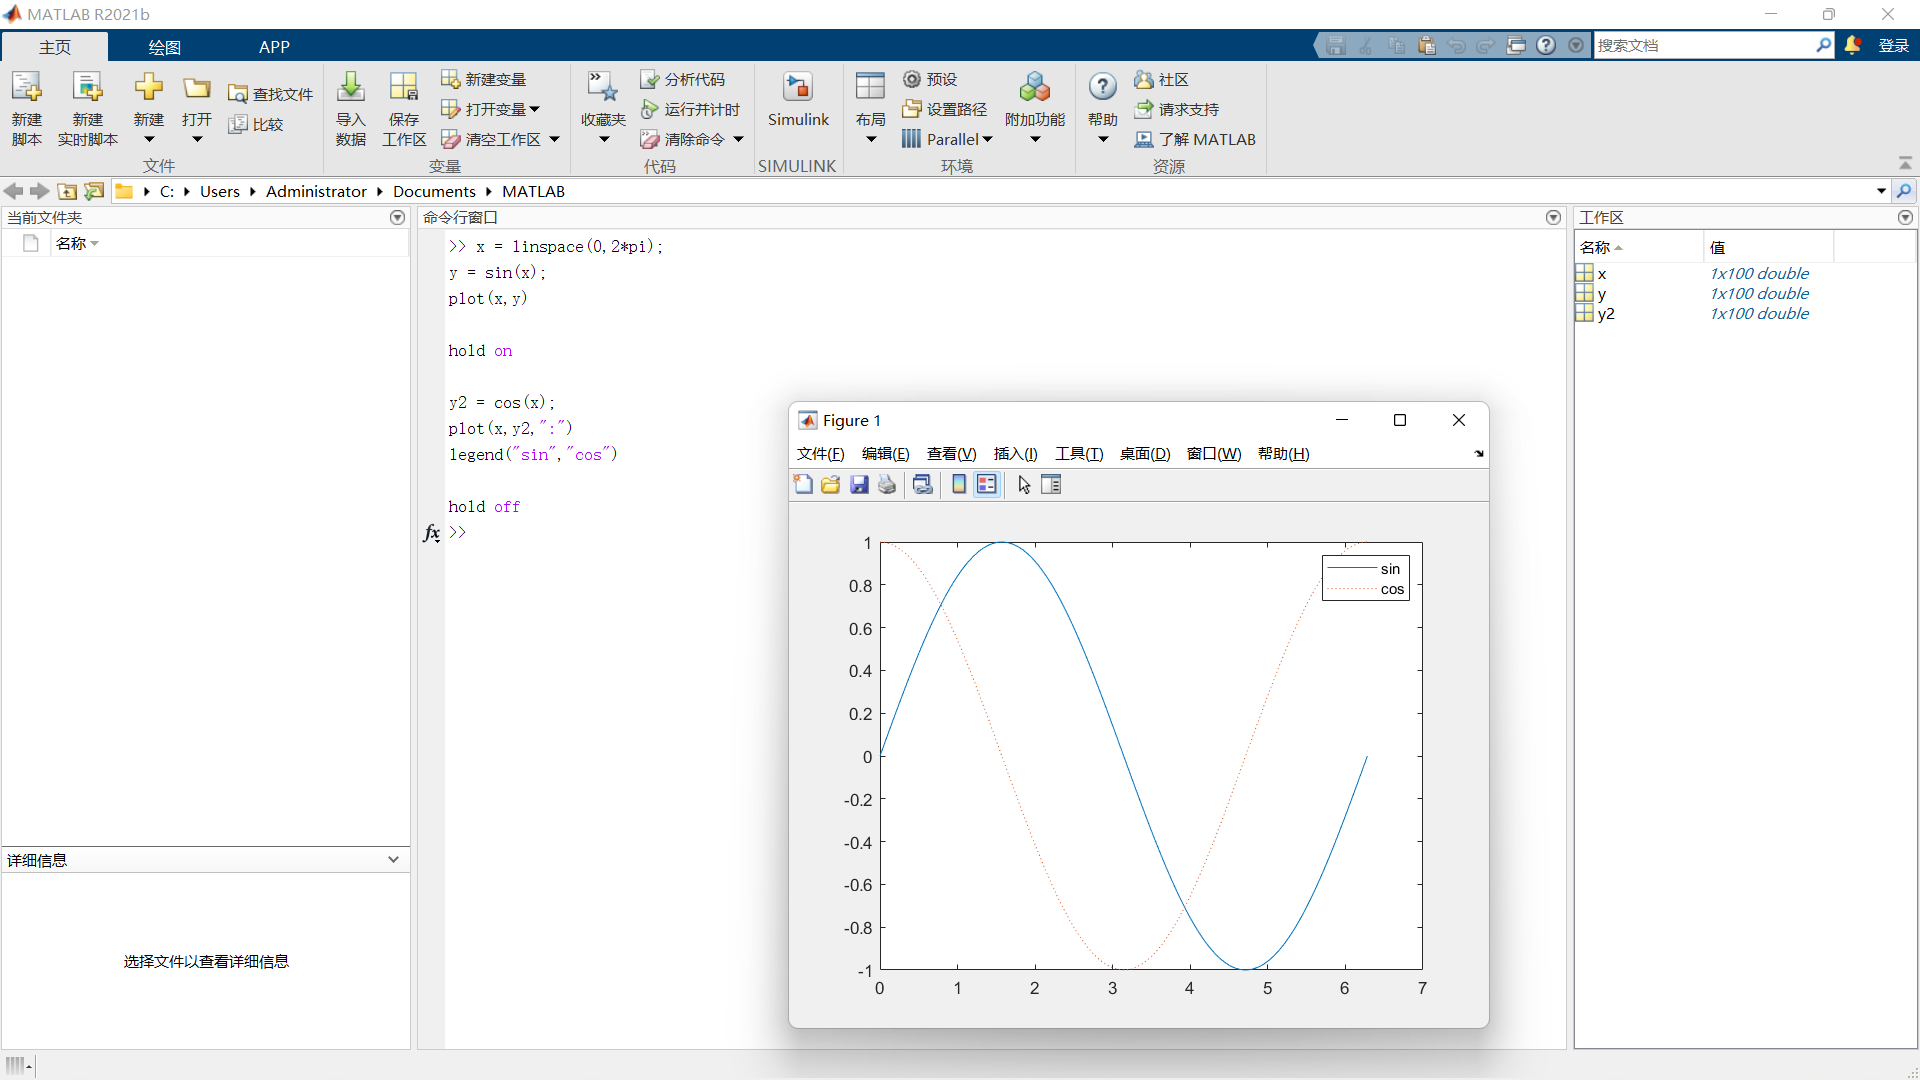 MATLAB R2021b
主页
绘图
APP
搜索文档
登录
新建
脚本
新建
实时脚本
新建
打开
查找文件
比较
导入
数据
保存
工作区
新建变量
打开变量
清空工作区
收藏夹
分析代码
运行并计时
清除命令
Simulink
布局
预设
设置路径
Parallel
附加功能
帮助
社区
请求支持
了解 MATLAB
文件
变量
代码
SIMULINK
环境
资源
C: Users Administrator Documents MATLAB
当前文件夹
名称
命令行窗口
>> x = linspace(0,2*pi);
y = sin(x);
plot(x,y)
hold on
y2 = cos(x);
plot(x,y2,":")
legend("sin","cos")
hold off
fx >>
工作区
名称 值
x 1x100 double
y 1x100 double
y2 1x100 double
Figure 1
文件(F) 编辑(E) 查看(V) 插入(I) 工具(T) 桌面(D) 窗口(W) 帮助(H)
1
0.8
0.6
0.4
0.2
0
-0.2
-0.4
-0.6
-0.8
-1
0 1 2 3 4 5 6 7
sin
cos
详细信息
选择文件以查看详细信息